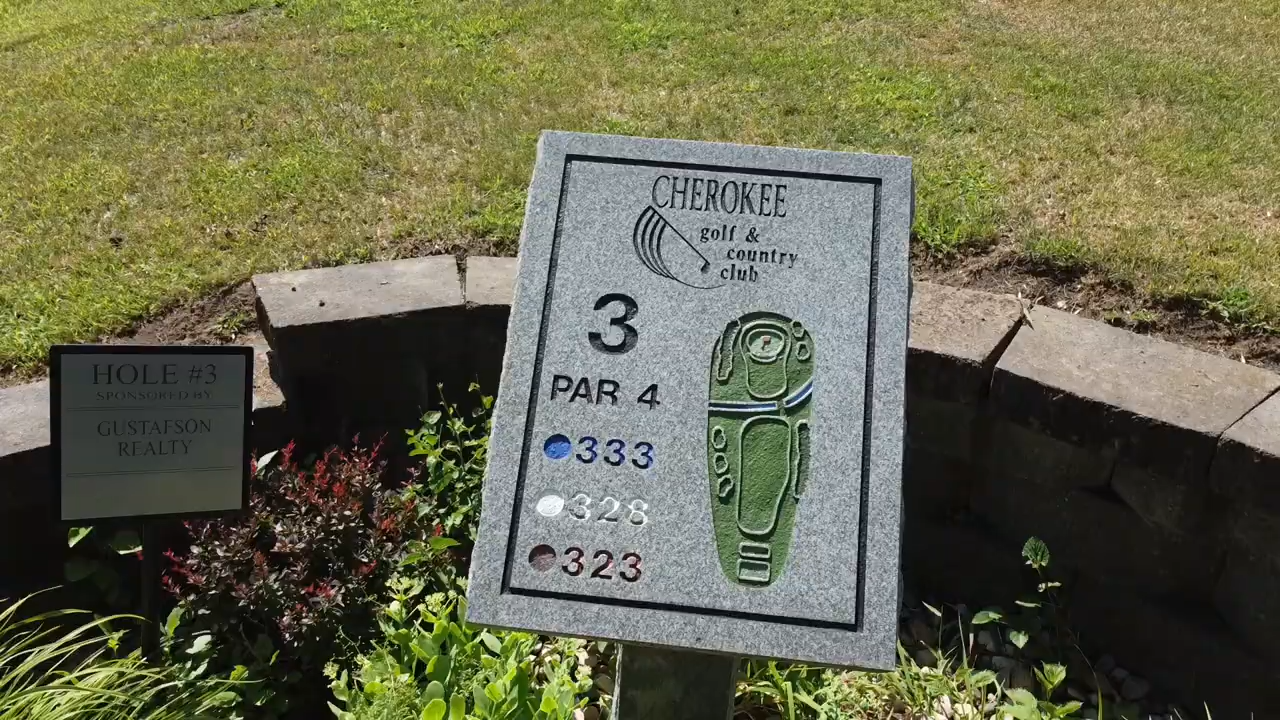 HOLE #3
SPONSORED BY
GUSTAFSON
REALTY
CHEROKEE
golf &
country
club
3
PAR 4
333
328
323